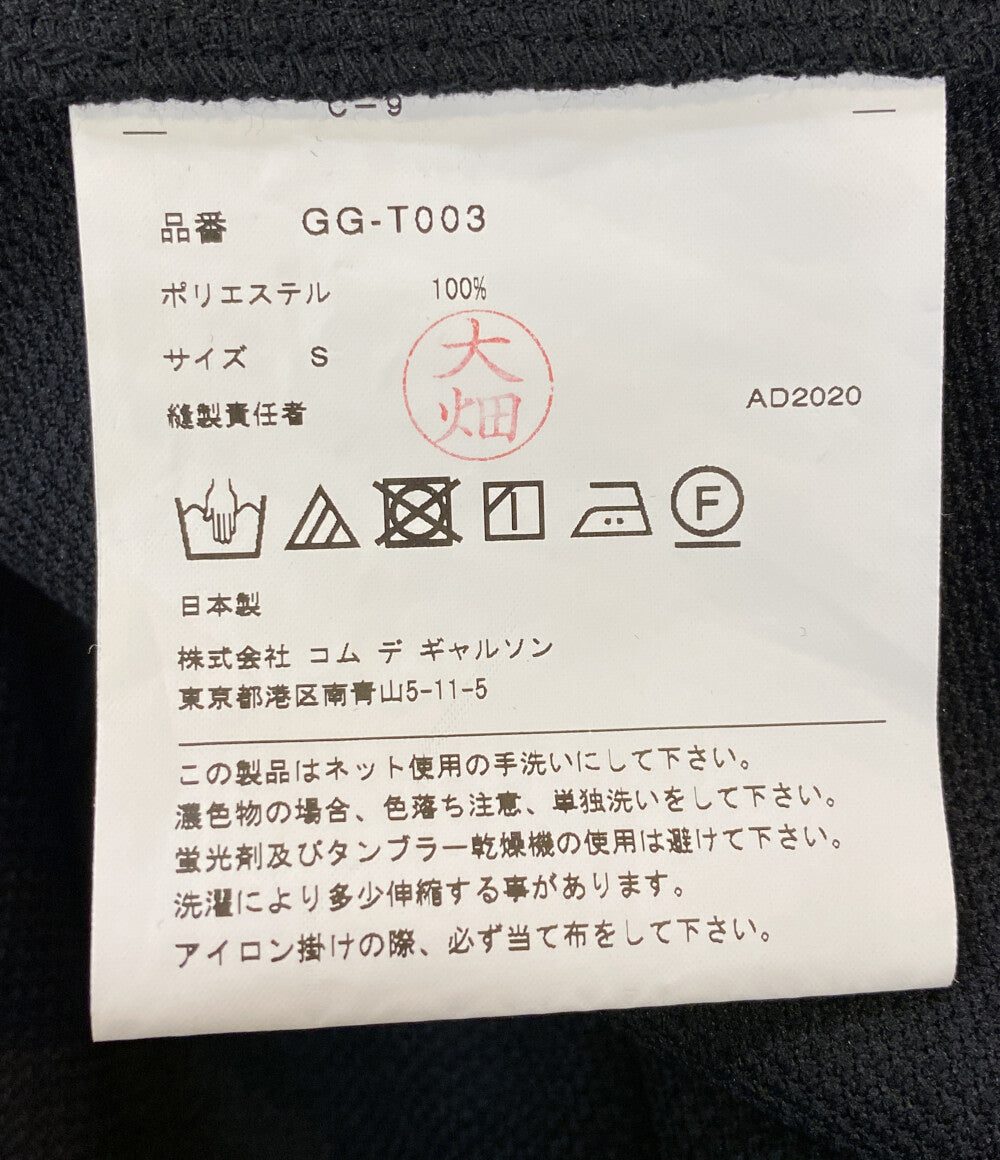 C-9
品番 GG-T003
ポリエステル 100%
サイズ S
大畑
縫製責任者
AD2020
F
日本製
株式会社 コム デ ギャルソン
東京都港区南青山5-11-5
この製品はネット使用の手洗いにして下さい。
濃色物の場合、色落ち注意、単独洗いをして下さい。
蛍光剤及びタンブラー乾燥機の使用は避けて下さい。
洗濯により多少伸縮する事があります。
アイロン掛けの際、必ず当て布をして下さい。